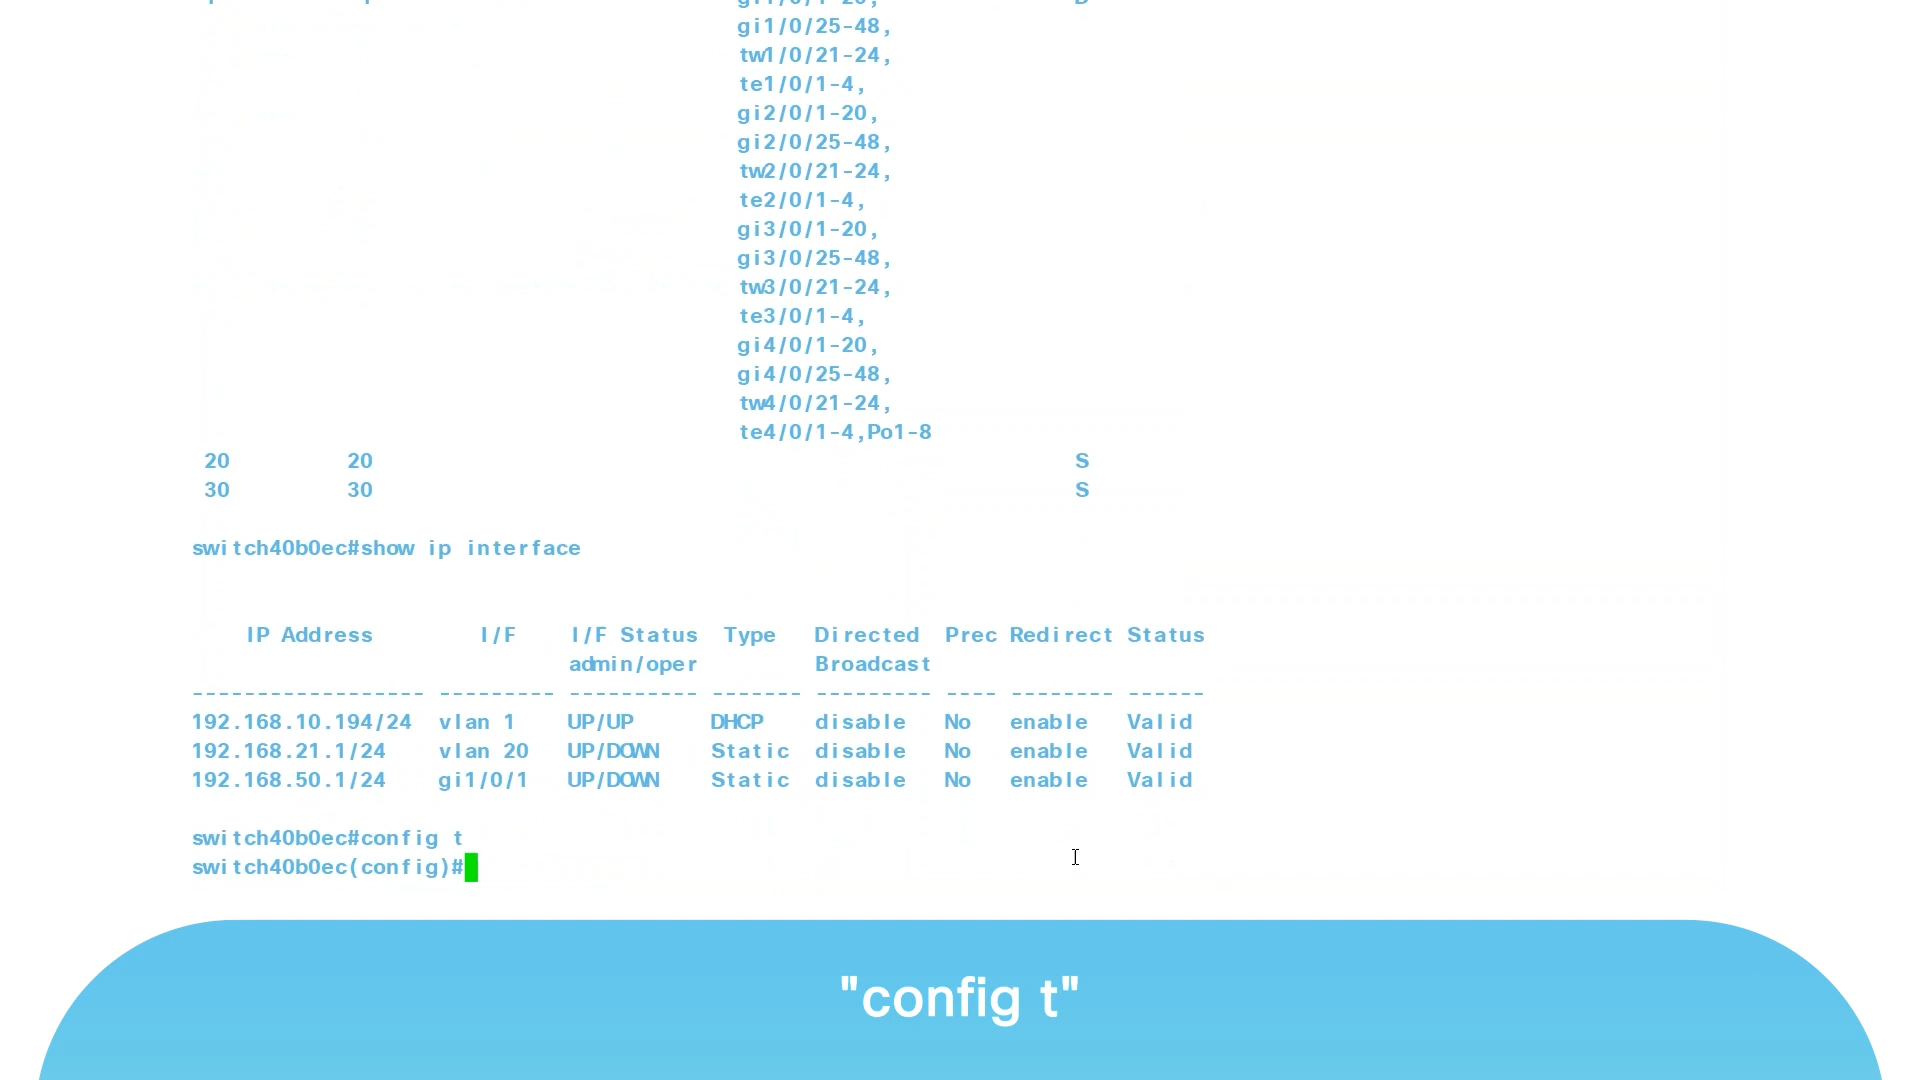 gi1/0/25-48,
tw1/0/21-24,
te1/0/1-4,
gi2/0/1-20,
gi2/0/25-48,
tw2/0/21-24,
te2/0/1-4,
gi3/0/1-20,
gi3/0/25-48,
tw3/0/21-24,
te3/0/1-4,
gi4/0/1-20,
gi4/0/25-48,
tw4/0/21-24,
te4/0/1-4,Po1-8
20 20 S
30 30 S
switch40b0ec#show ip interface
IP Address I/F I/F Status Type Directed Prec Redirect Status
admin/oper Broadcast
------------------ --------- ---------- ------- --------- ---- -------- ------
192.168.10.194/24 vlan 1 UP/UP DHCP disable No enable Valid
192.168.21.1/24 vlan 20 UP/DOWN Static disable No enable Valid
192.168.50.1/24 gi1/0/1 UP/DOWN Static disable No enable Valid
switch40b0ec#config t
switch40b0ec(config)#
"config t"